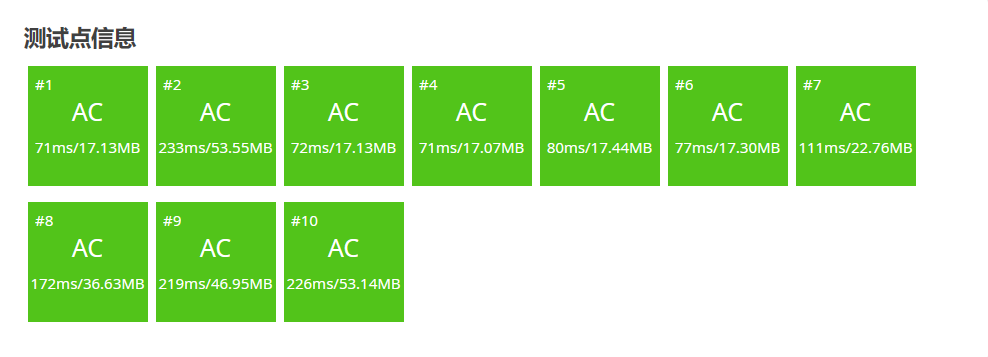 测试点信息
#1 #2 #3 #4 #5 #6 #7
AC AC AC AC AC AC AC
71ms/17.13MB 233ms/53.55MB 72ms/17.13MB 71ms/17.07MB 80ms/17.44MB 77ms/17.30MB 111ms/22.76MB
#8 #9 #10
AC AC AC
172ms/36.63MB 219ms/46.95MB 226ms/53.14MB